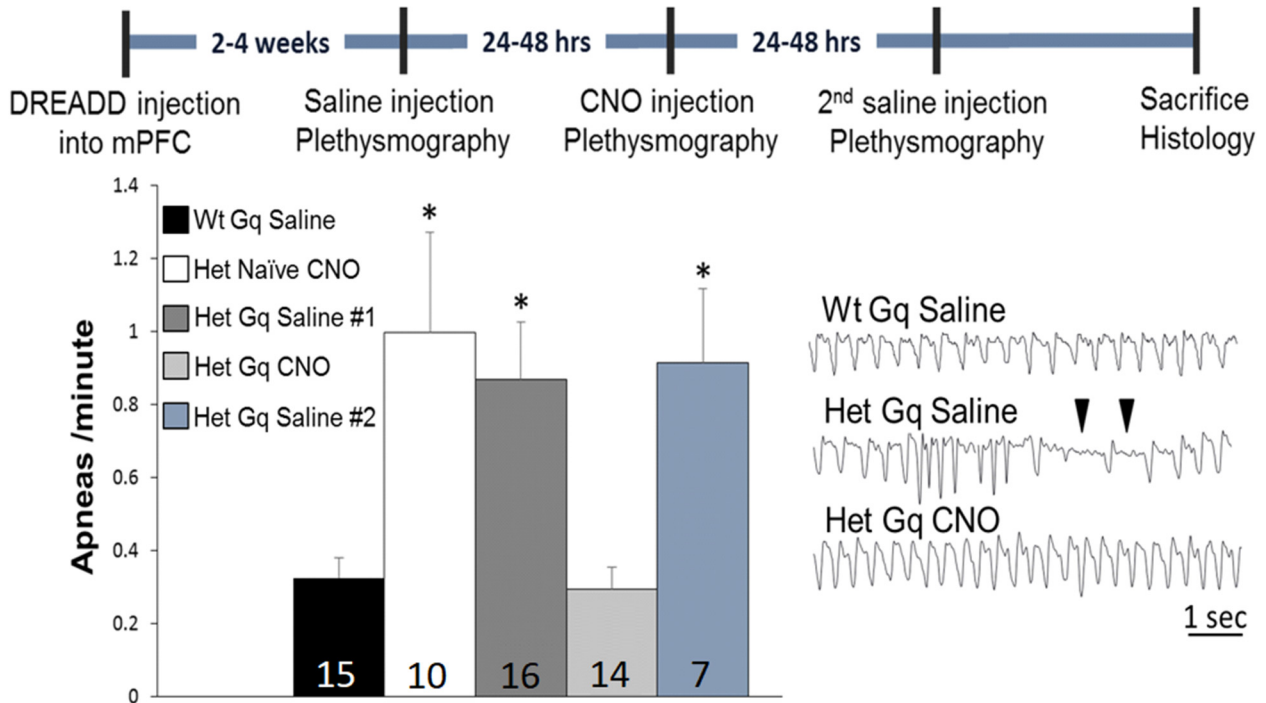 2-4 weeks 24-48 hrs 24-48 hrs
DREADD injection
into mPFC
Saline injection
Plethysmography
CNO injection
Plethysmography
2nd saline injection
Plethysmography
Sacrifice
Histology
Apneas /minute
1.4
1.2
1
0.8
0.6
0.4
0.2
0
Wt Gq Saline
Het Naïve CNO
Het Gq Saline #1
Het Gq CNO
Het Gq Saline #2
*
*
*
15 10 16 14 7
Wt Gq Saline
Het Gq Saline
Het Gq CNO
1 sec